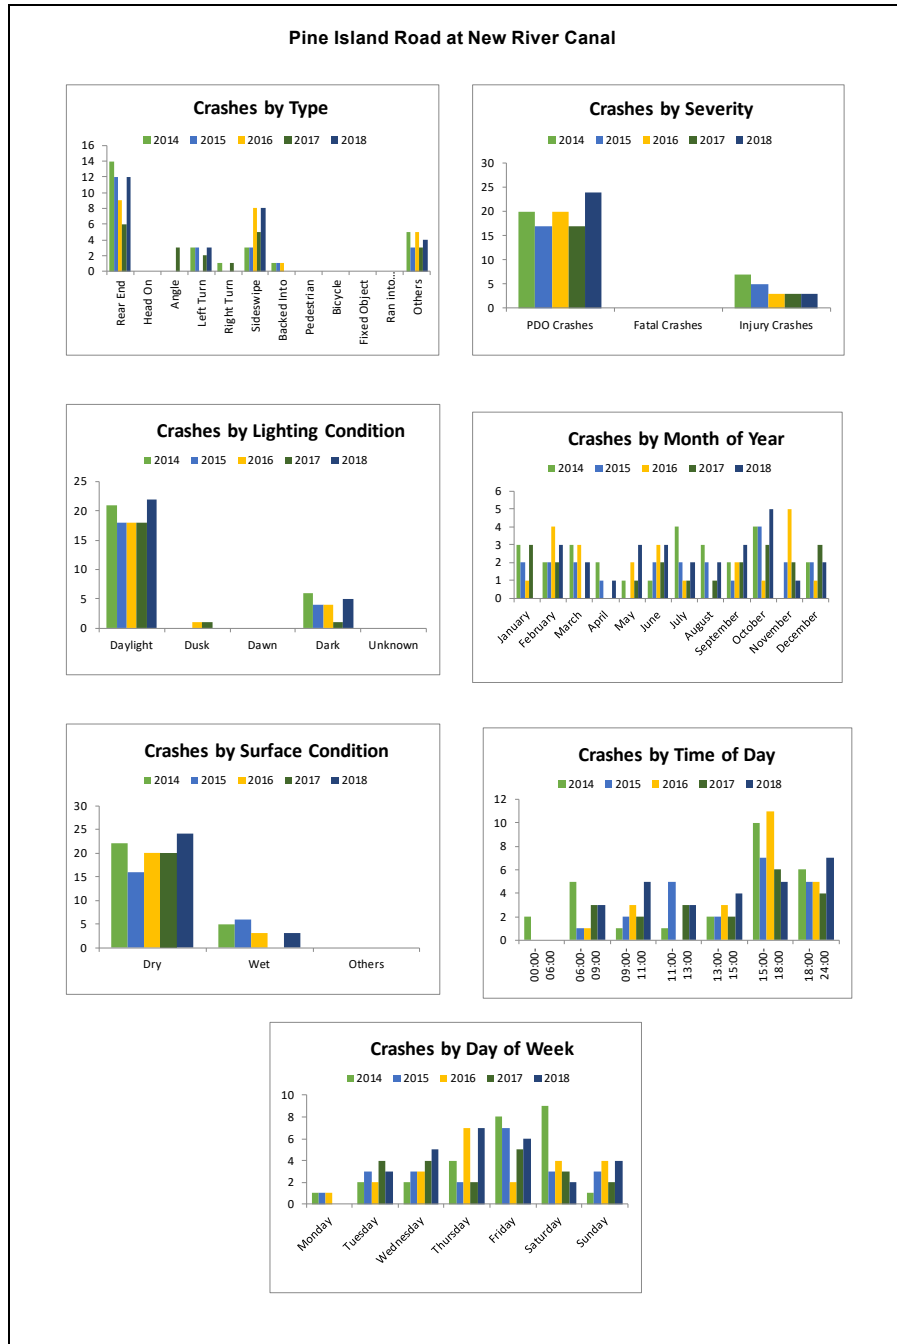 Pine Island Road at New River Canal
Crashes by Type
2014 2015 2016 2017 2018
16
14
12
10
8
6
4
2
0
Rear End
Head On
Angle
Left Turn
Right Turn
Sideswipe
Backed Into
Pedestrian
Bicycle
Fixed Object
Ran into...
Others
Crashes by Severity
2014 2015 2016 2017 2018
30
25
20
15
10
5
0
PDO Crashes Fatal Crashes Injury Crashes
Crashes by Lighting Condition
2014 2015 2016 2017 2018
25
20
15
10
5
0
Daylight Dusk Dawn Dark Unknown
Crashes by Month of Year
2014 2015 2016 2017 2018
6
5
4
3
2
1
0
January
February
March
April
May
June
July
August
September
October
November
December
Crashes by Surface Condition
2014 2015 2016 2017 2018
30
25
20
15
10
5
0
Dry Wet Others
Crashes by Time of Day
2014 2015 2016 2017 2018
12
10
8
6
4
2
0
00:00-
06:00
06:00-
09:00
09:00-
11:00
11:00-
13:00
13:00-
15:00
15:00-
18:00
18:00-
24:00
Crashes by Day of Week
2014 2015 2016 2017 2018
10
8
6
4
2
0
Monday
Tuesday
Wednesday
Thursday
Friday
Saturday
Sunday